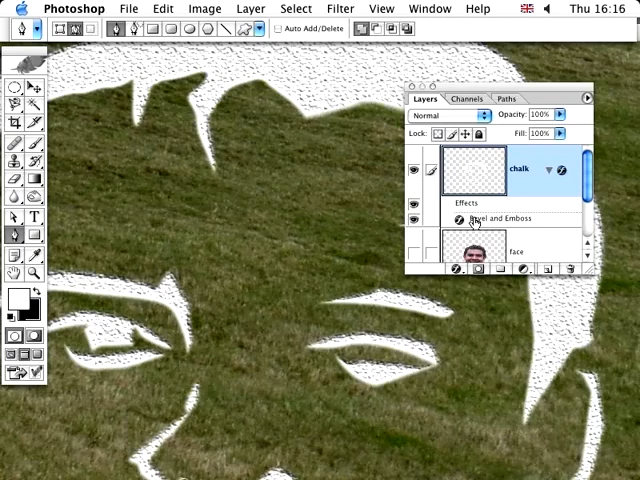 Photoshop File Edit Image Layer Select Filter View Window Help Thu 16:16
Auto Add/Delete
Layers Channels Paths
Normal Opacity: 100%
Lock: Fill: 100%
chalk
Effects
Bevel and Emboss
face
T